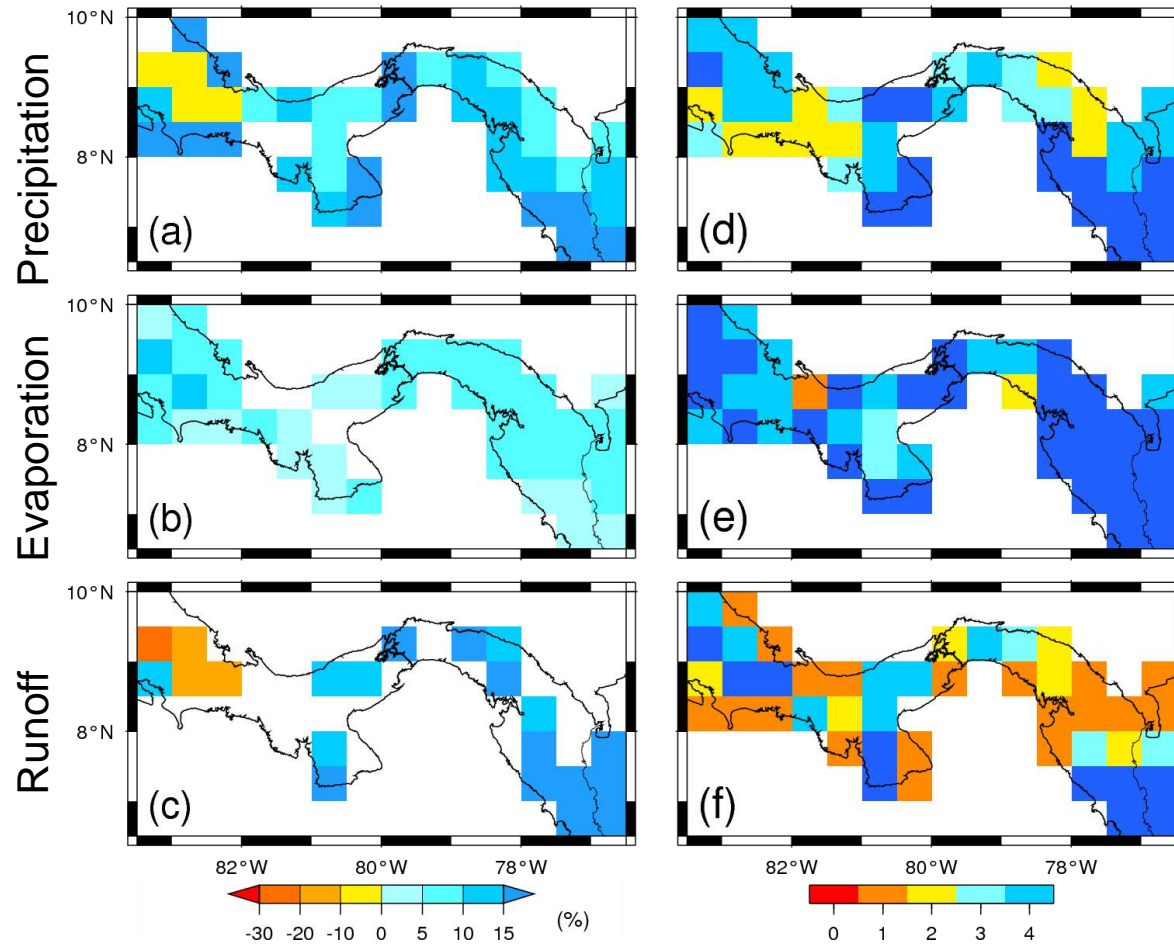 10°N
8°N
Precipitation
(a)
(d)
10°N
8°N
Evaporation
(b)
(e)
10°N
8°N
Runoff
(c)
(f)
82°W 80°W 78°W 82°W 80°W 78°W
-30 -20 -10 0 5 10 15 (%)
0 1 2 3 4